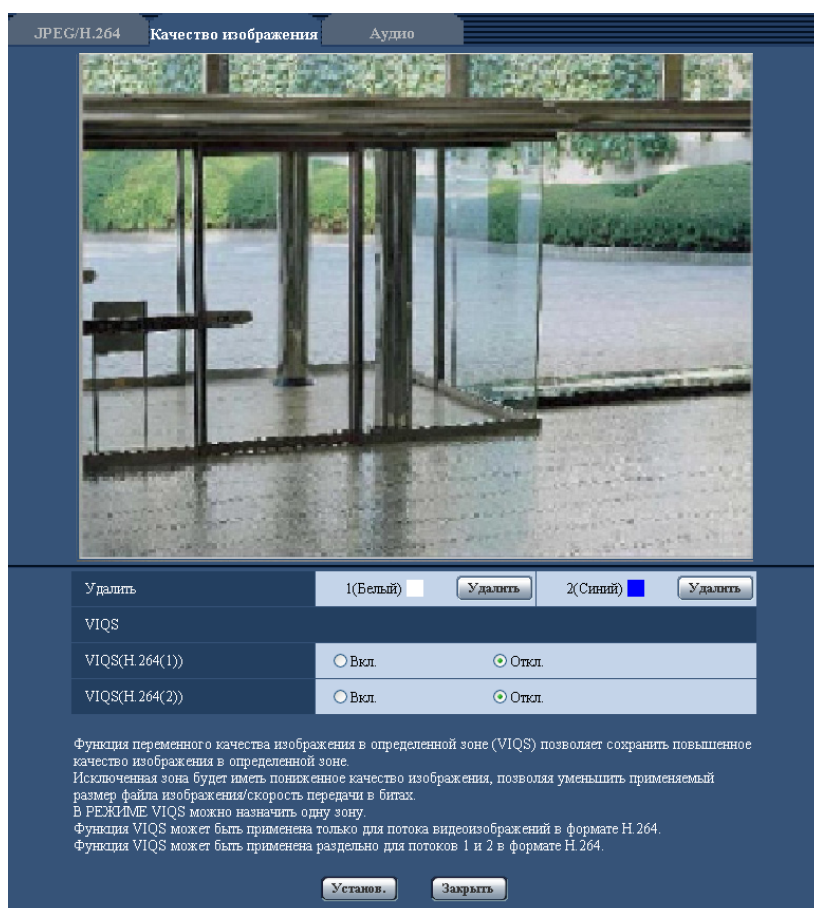 JPEG/H.264 Качество изображения Аудио
Удалить 1(Белый) Удалить 2(Синий) Удалить
VIQS
VIQS(H.264(1)) Вкл. Откл.
VIQS(H.264(2)) Вкл. Откл.
Функция переменного качества изображения в определенной зоне (VIQS) позволяет сохранить повышенное
качество изображения в определенной зоне.
Исключенная зона будет иметь пониженное качество изображения, позволяя уменьшить применяемый
размер файла изображения/скорость передачи в битах.
В РЕЖИМЕ VIQS можно назначить одну зону.
Функция VIQS может быть применена только для потока видеоизображений в формате H.264.
Функция VIQS может быть применена раздельно для потоков 1 и 2 в формате H.264.
Установ. Закрыть